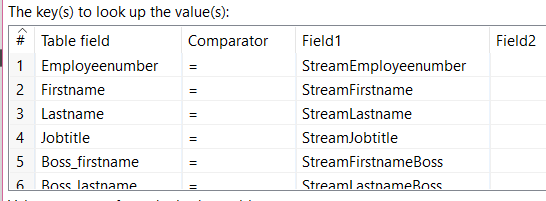 The key(s) to look up the value(s):
# Table field Comparator Field1 Field2
1 Employeenumber = StreamEmployeenumber
2 Firstname = StreamFirstname
3 Lastname = StreamLastname
4 Jobtitle = StreamJobtitle
5 Boss_firstname = StreamFirstnameBoss
6 Boss_lastname = StreamLastnameBoss